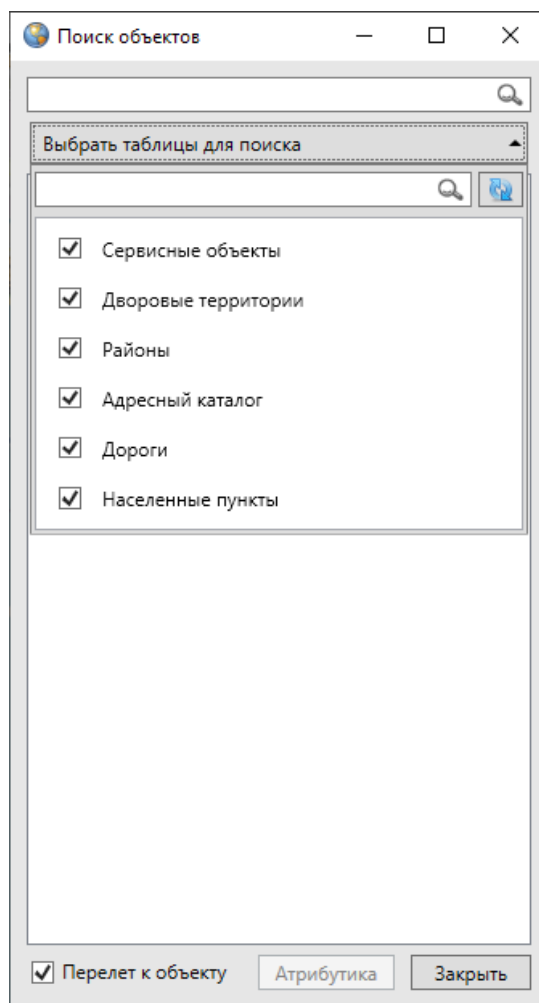 Поиск объектов
Выбрать таблицы для поиска
Сервисные объекты
Дворовые территории
Районы
Адресный каталог
Дороги
Населенные пункты
Перелет к объекту Атрибутика Закрыть